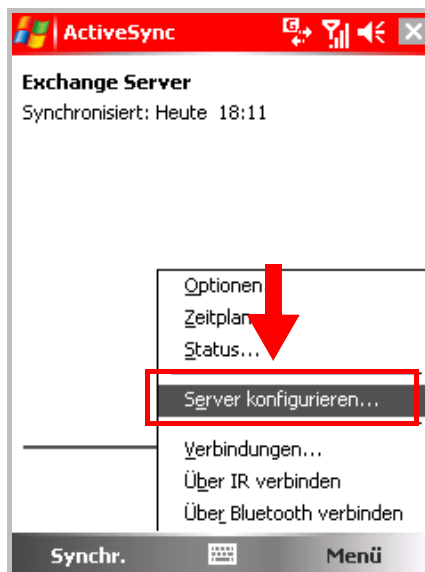 ActiveSync
G
Exchange Server
Synchronisiert: Heute 18:11
Optionen
Zeitplan
Status...
Server konfigurieren...
Verbindungen...
Über IR verbinden
Über Bluetooth verbinden
Synchr.
Menü